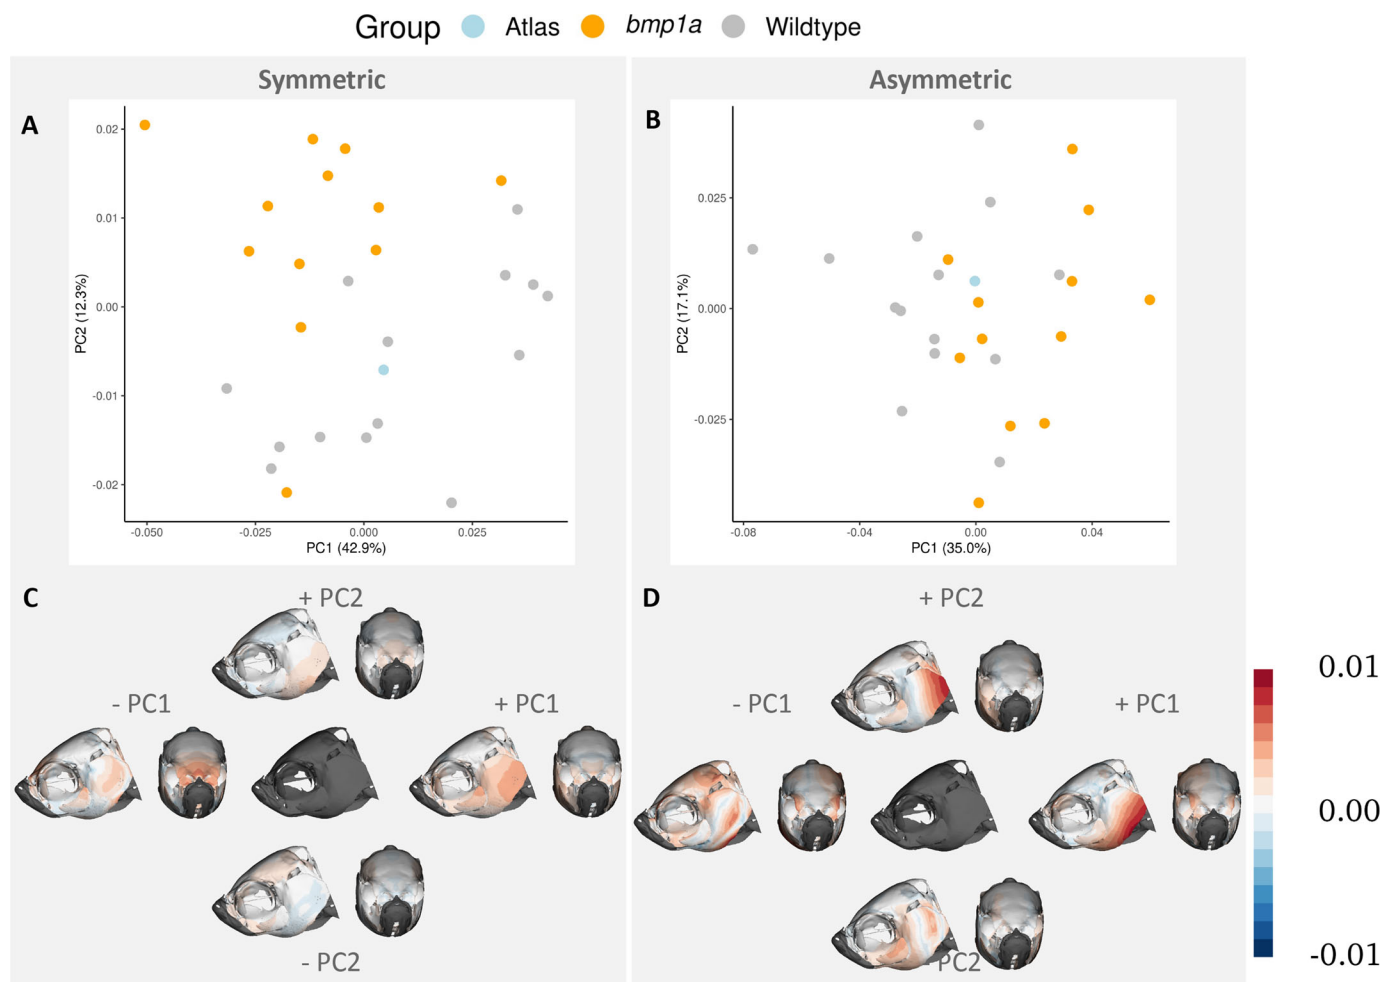 Group Atlas bmp1a Wildtype
Symmetric
Asymmetric
A
0.02
0.01
0.00
-0.01
-0.02
PC2 (12.3%)
-0.050 -0.025 0.000 0.025
PC1 (42.9%)
B
0.025
0.000
-0.025
PC2 (17.1%)
-0.08 -0.04 0.00 0.04
PC1 (35.0%)
C
+ PC2
- PC1
+ PC1
- PC2
D
+ PC2
- PC1
+ PC1
- PC2
0.01
0.00
-0.01